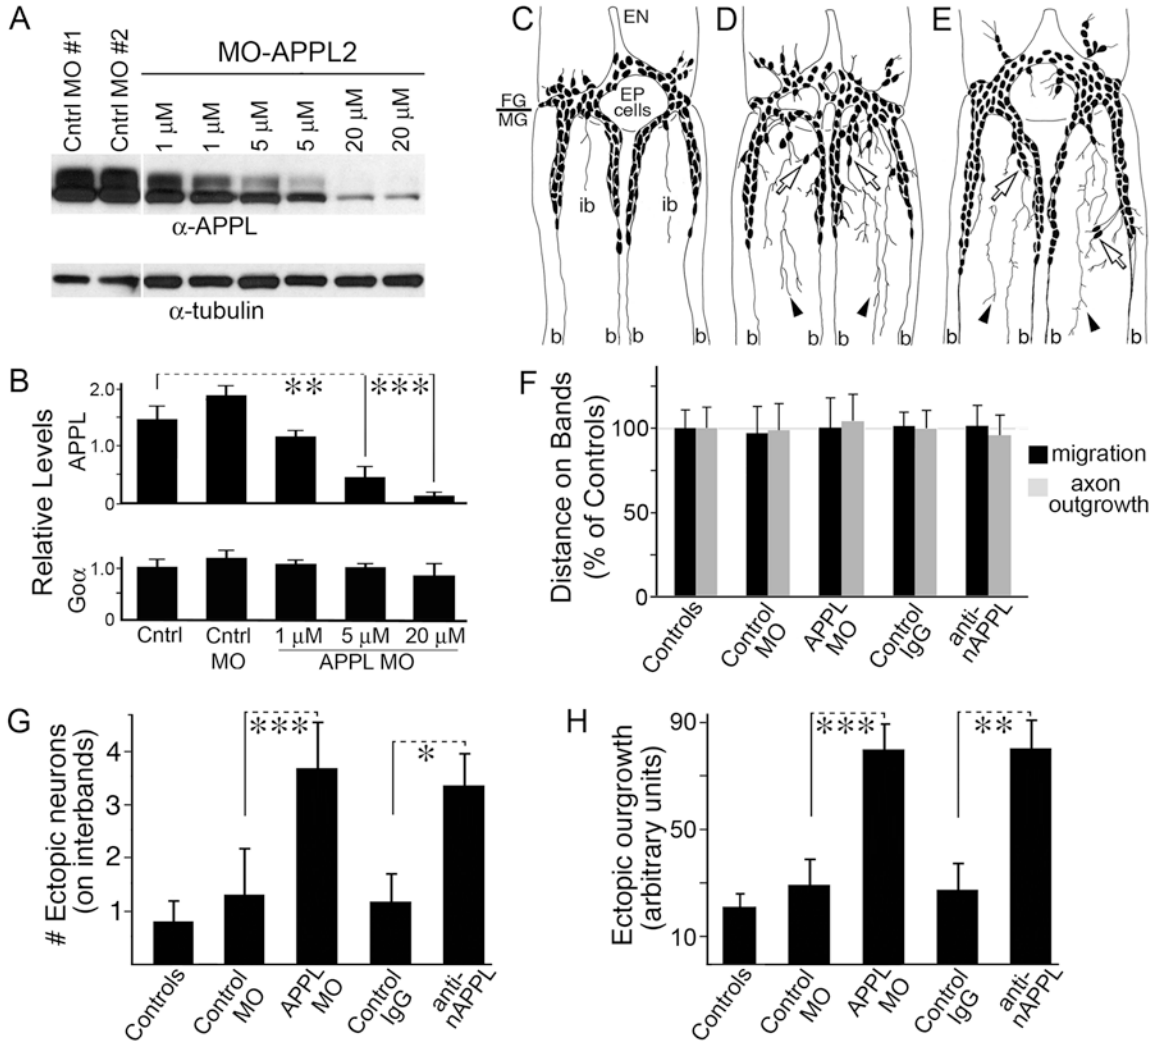 A
Cntrl MO #1
Cntrl MO #2
MO-APPL2
1 μM
1 μM
5 μM
5 μM
20 μM
20 μM
α-APPL
α-tubulin
B
Relative Levels
APPL
2.0
1.0
0
**
***
Goα
1.0
0
Cntrl
Cntrl
MO
1 μM
5 μM
20 μM
APPL MO
C
EN
FG
MG
EP
cells
ib
ib
b
b
b
b
D
b
b
b
b
E
b
b
b
b
F
Distance on Bands
(% of Controls)
100
50
0
migration
axon
outgrowth
Controls
Control
MO
APPL
MO
Control
IgG
anti-
nAPPL
G
# Ectopic neurons
(on interbands)
4
3
2
1
***
*
Controls
Control
MO
APPL
MO
Control
IgG
anti-
nAPPL
H
Ectopic ourgrowth
(arbitrary units)
90
50
10
***
**
Controls
Control
MO
APPL
MO
Control
IgG
anti-
nAPPL